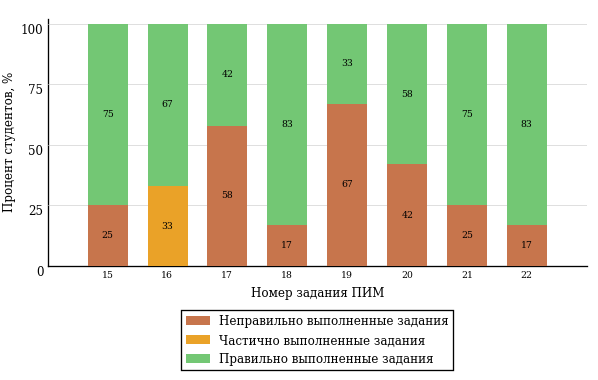 Процент студентов, %
100
75
50
25
0
75 67 42 83 33 58 75 83
25 33 58 17 67 42 25 17
15 16 17 18 19 20 21 22
Номер задания ПИМ
Неправильно выполненные задания
Частично выполненные задания
Правильно выполненные задания